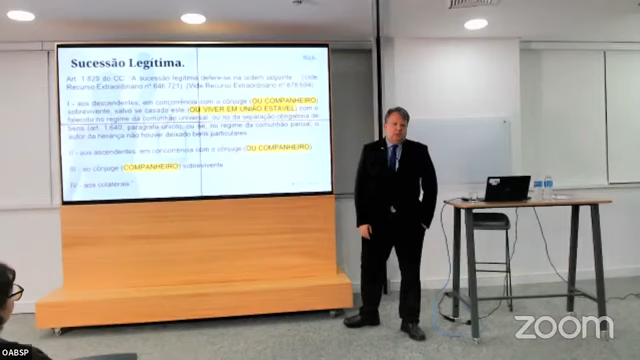 Sucessão Legítima.
Art. 1.829 do CC. "A sucessão legítima defere-se na ordem seguinte: (Vide
Recurso Extraordinário nº 646.721) (Vide Recurso Extraordinário nº 878.694)
I - aos descendentes, em concorrência com o cônjuge (OU COMPANHEIRO)
sobrevivente, salvo se casado este (OU VIVER EM UNIÃO ESTÁVEL) com o
falecido no regime da comunhão universal, ou no da separação obrigatória de
bens (art. 1.640, parágrafo único); ou se, no regime da comunhão parcial, o
autor da herança não houver deixado bens particulares;
II - aos ascendentes, em concorrência com o cônjuge (OU COMPANHEIRO)
III - ao cônjuge (COMPANHEIRO) sobrevivente
IV - aos colaterais."
OABSP
zoom